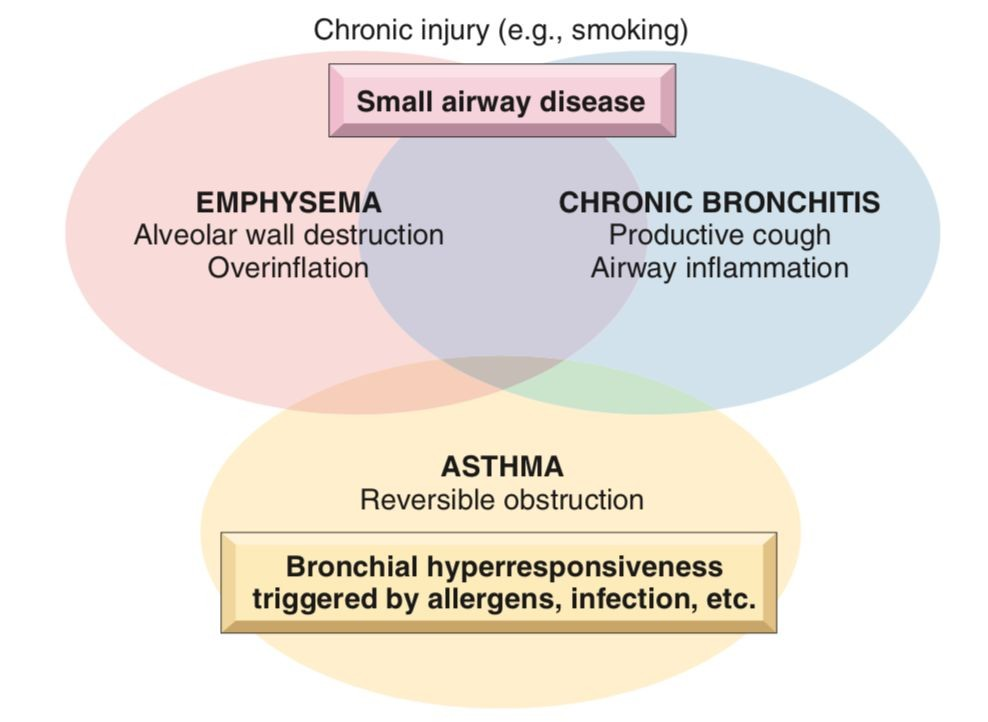 Chronic injury (e.g., smoking)
Small airway disease
EMPHYSEMA
Alveolar wall destruction
Overinflation
CHRONIC BRONCHITIS
Productive cough
Airway inflammation
ASTHMA
Reversible obstruction
Bronchial hyperresponsiveness
triggered by allergens, infection, etc.